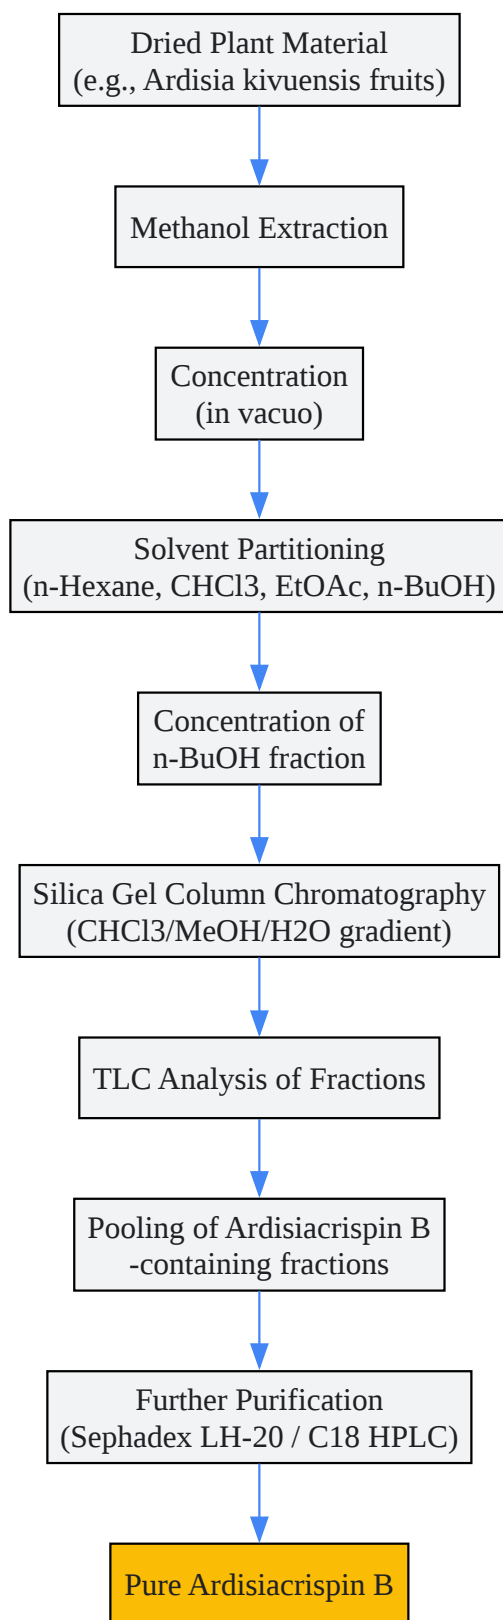 Dried Plant Material
(e.g., Ardisia kivuensis fruits)
Methanol Extraction
Concentration
(in vacuo)
Solvent Partitioning
(n-Hexane, CHCl3, EtOAc, n-BuOH)
Concentration of
n-BuOH fraction
Silica Gel Column Chromatography
(CHCl3/MeOH/H2O gradient)
TLC Analysis of Fractions
Pooling of Ardisiacrispin B
-containing fractions
Further Purification
(Sephadex LH-20 / C18 HPLC)
Pure Ardisiacrispin B